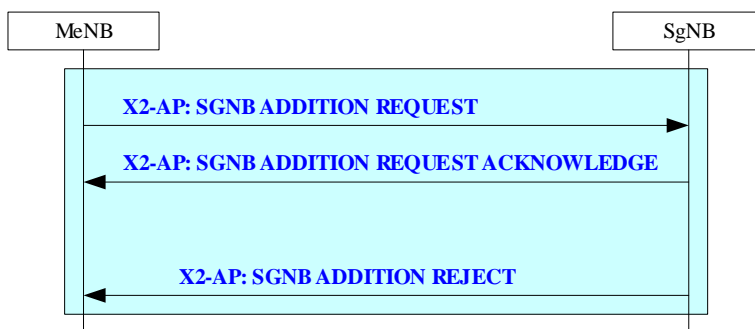 MeNB
SgNB
X2-AP: SGNB ADDITION REQUEST
X2-AP: SGNB ADDITION REQUEST ACKNOWLEDGE
X2-AP: SGNB ADDITION REJECT